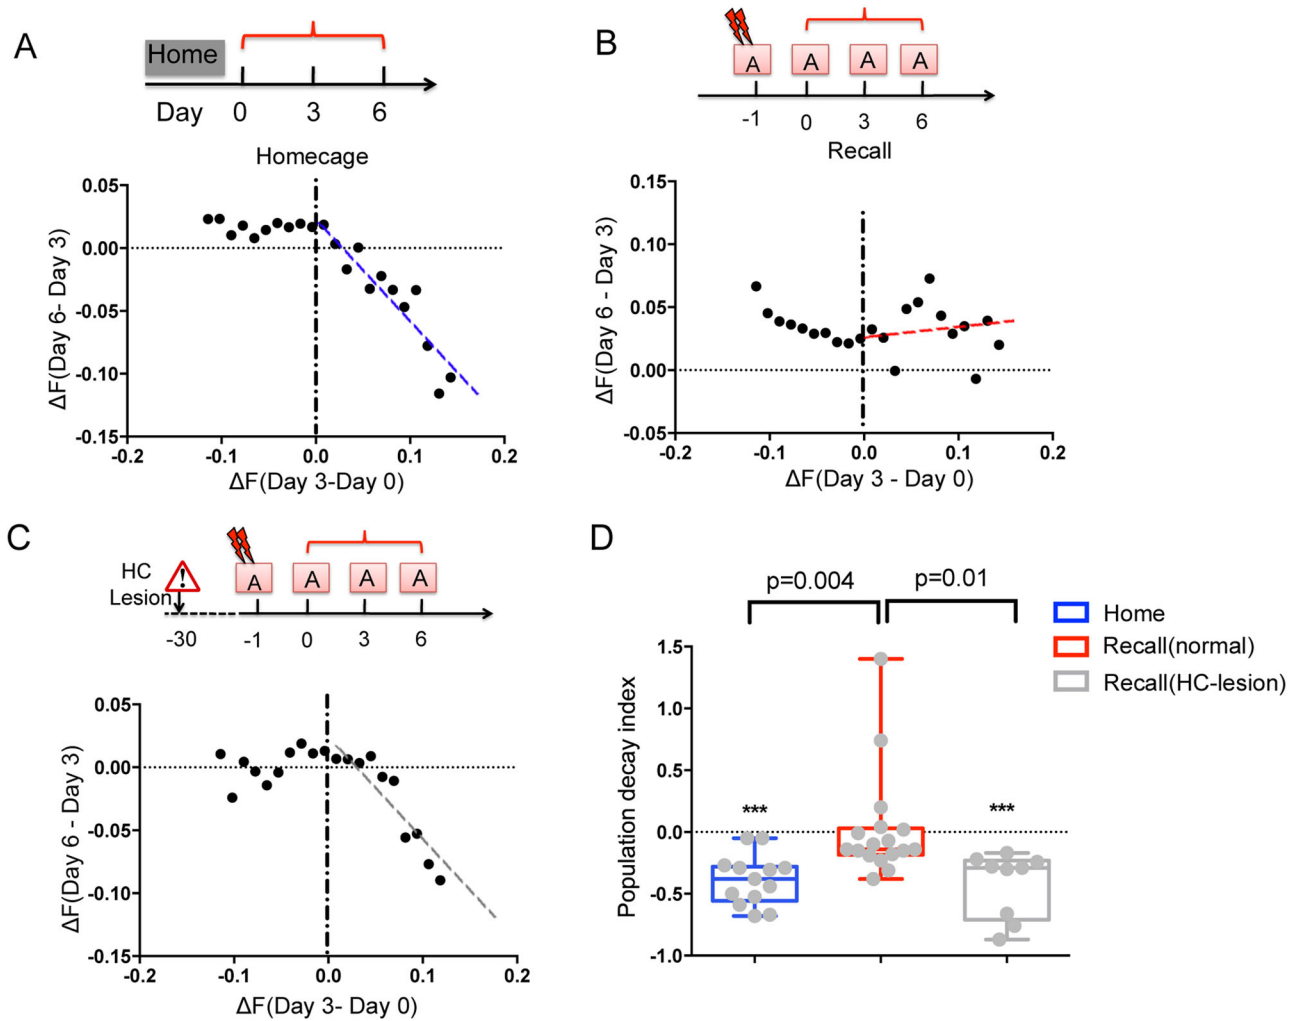 A
Home
Day 0 3 6
Homecage
0.05
0.00
-0.05
-0.10
-0.15
-0.2 -0.1 0.0 0.1 0.2
ΔF(Day 6- Day 3)
ΔF(Day 3-Day 0)
B
A A A A
-1 0 3 6
Recall
0.15
0.10
0.05
0.00
-0.05
-0.2 -0.1 0.0 0.1 0.2
ΔF(Day 6 - Day 3)
ΔF(Day 3 - Day 0)
C
HC
Lesion
!
A A A A
-30 -1 0 3 6
0.05
0.00
-0.05
-0.10
-0.15
-0.2 -0.1 0.0 0.1 0.2
ΔF(Day 6 - Day 3)
ΔF(Day 3- Day 0)
D
p=0.004 p=0.01
Home
Recall(normal)
Recall(HC-lesion)
1.5
1.0
0.5
0.0
-0.5
-1.0
Population decay index
*** ***